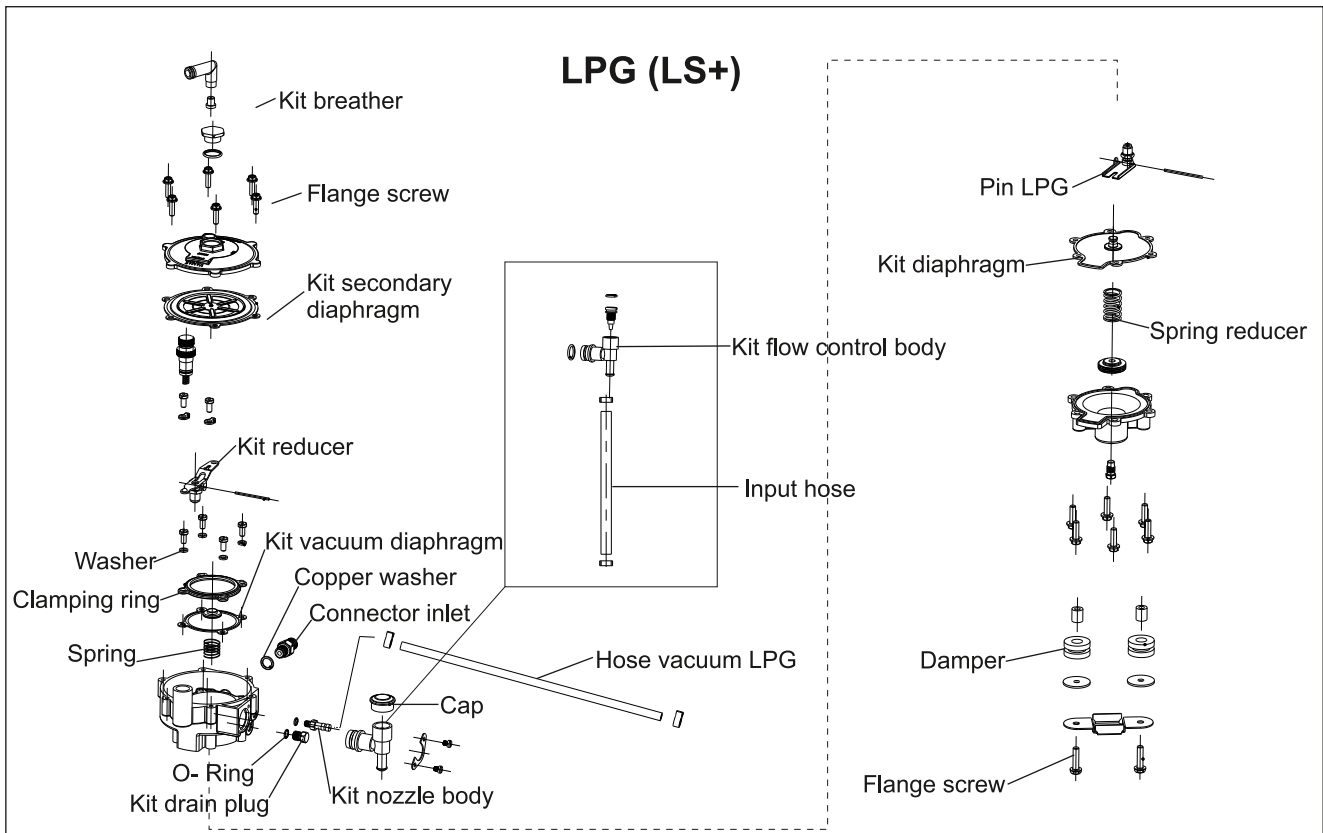 LPG (LS+)
Kit breather
Flange screw
Kit secondary
diaphragm
Kit reducer
Washer
Kit vacuum diaphragm
Clamping ring
Copper washer
Connector inlet
Spring
Hose vacuum LPG
Cap
O- Ring
Kit drain plug
Kit nozzle body
Kit flow control body
Input hose
Pin LPG
Kit diaphragm
Spring reducer
Damper
Flange screw